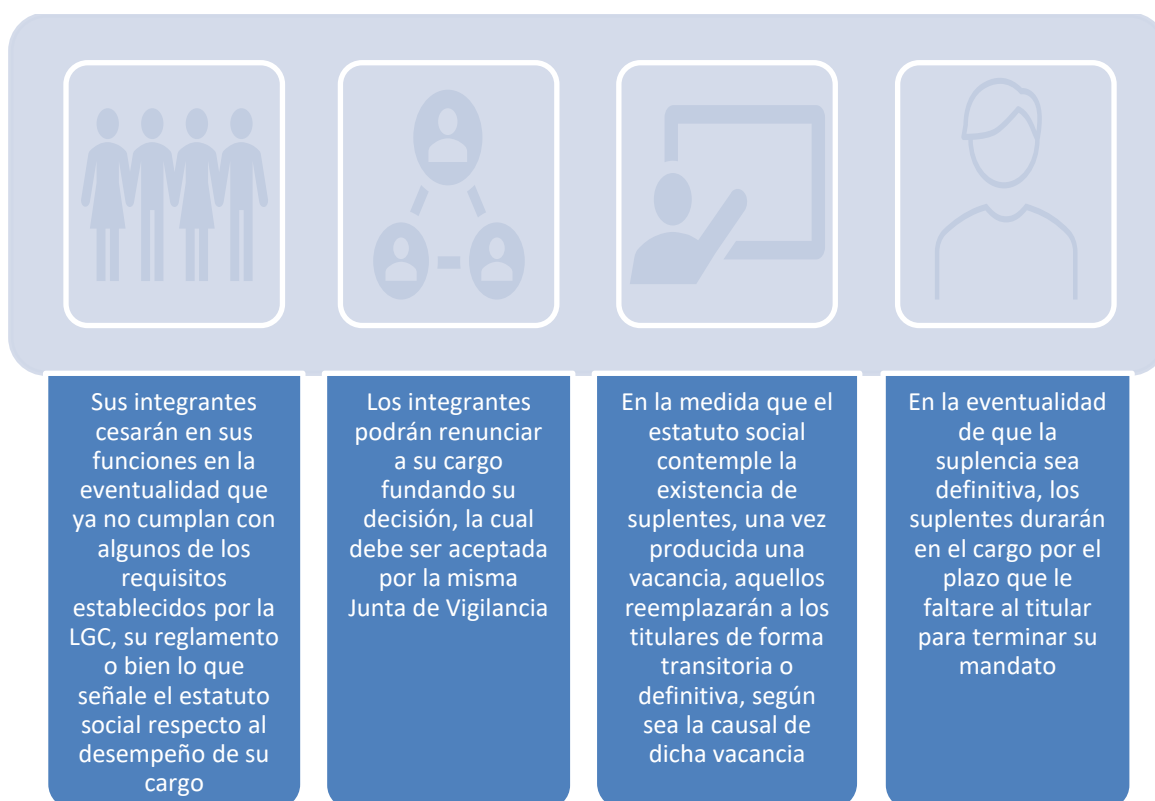 Sus integrantes
cesarán en sus
funciones en la
eventualidad que
ya no cumplan con
algunos de los
requisitos
establecidos por la
LGC, su reglamento
o bien lo que
señale el estatuto
social respecto al
desempeño de su
cargo
Los integrantes
podrán renunciar
a su cargo
fundando su
decisión, la cual
debe ser aceptada
por la misma
Junta de Vigilancia
En la medida que el
estatuto social
contemple la
existencia de
suplentes, una vez
producida una
vacancia, aquellos
reemplazarán a los
titulares de forma
transitoria o
definitiva, según
sea la causal de
dicha vacancia
En la eventualidad
de que la
suplencia sea
definitiva, los
suplentes durarán
en el cargo por el
plazo que le
faltare al titular
para terminar su
mandato